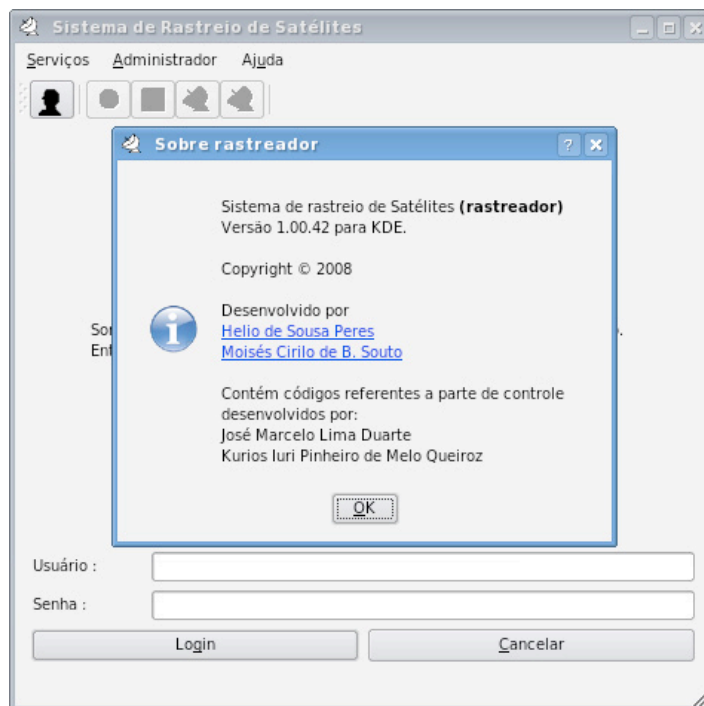 Sistema de Rastreio de Satélites
Serviços Administrador Ajuda
Sobre rastreador
Sistema de rastreio de Satélites (rastreador)
Versão 1.00.42 para KDE.
Copyright © 2008
Desenvolvido por
Helio de Sousa Peres
Moisés Cirilo de B. Souto
Contém códigos referentes a parte de controle
desenvolvidos por:
José Marcelo Lima Duarte
Kurios Iuri Pinheiro de Melo Queiroz
OK
Usuário :
Senha :
Login Cancelar